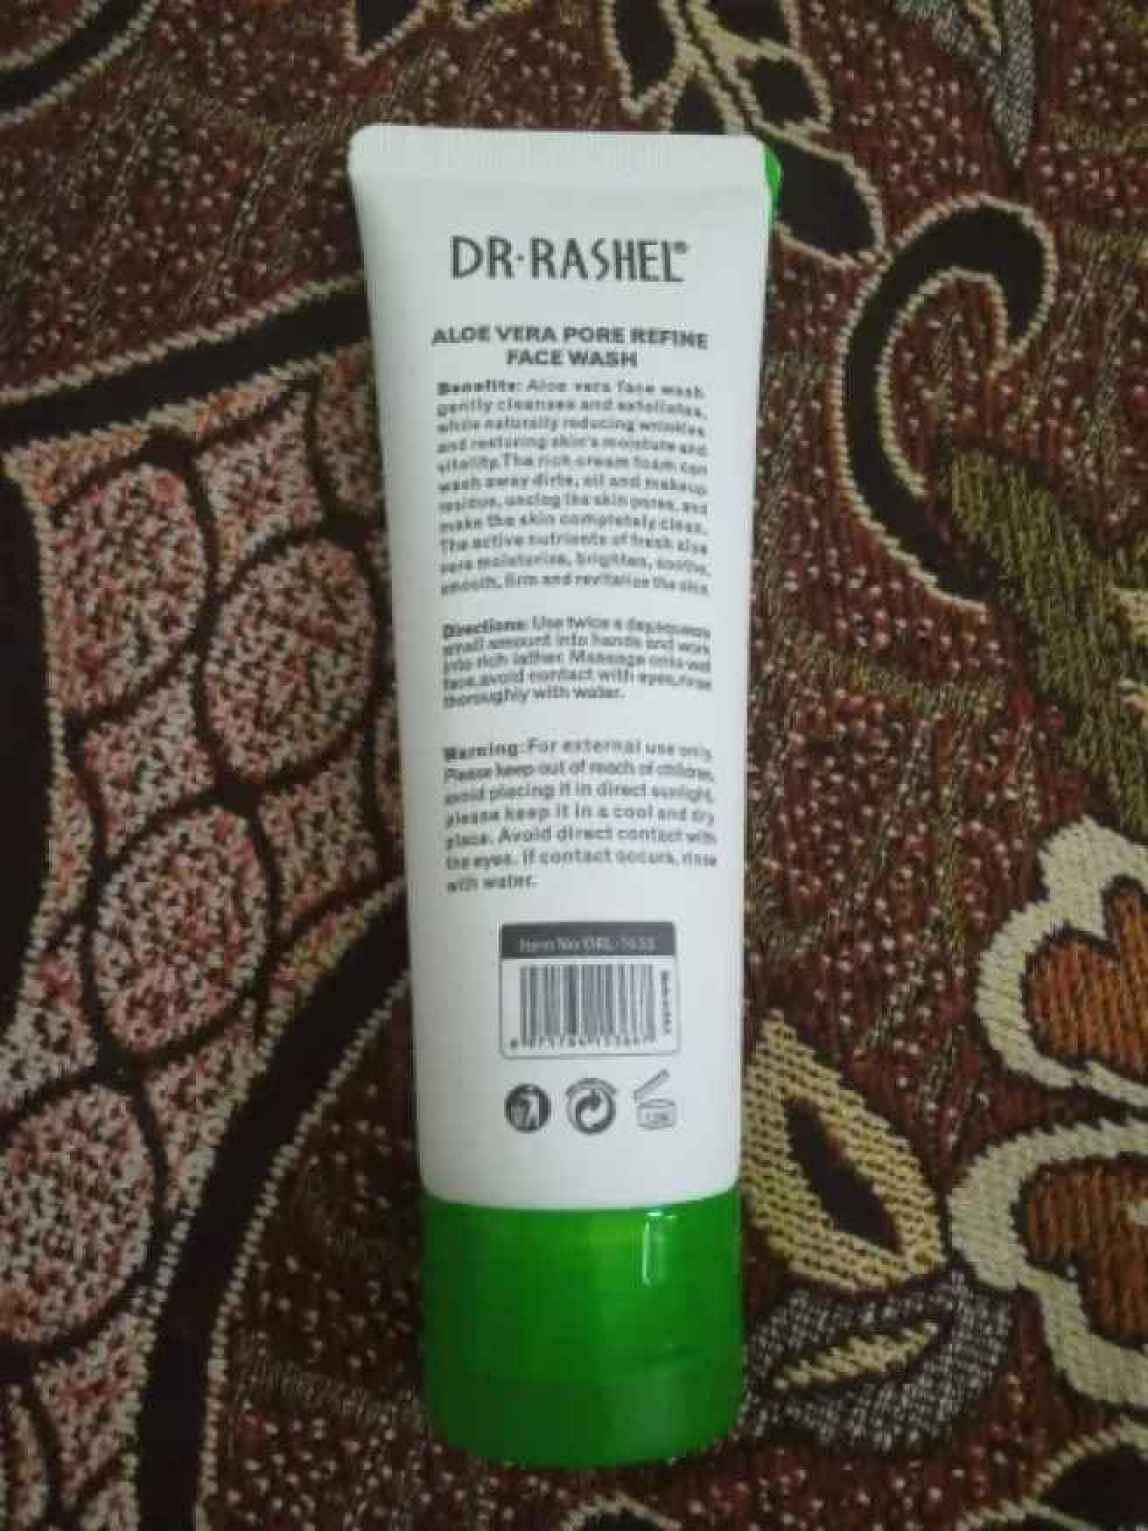 DR·RASHEL®
ALOE VERA PORE REFINE
FACE WASH
Benefits: Aloe vera face wash
gently cleanses and exfoliates,
while naturally reducing wrinkles
and restoring skin's moisture and
vitality. The rich cream foam can
wash away dirts, oil and makeup
residue, unclog the skin pores, and
make the skin completely clean.
The active nutrients of fresh aloe
vera moisturize, brighten, soothe,
smooth, firm and revitalize the skin.
Directions: Use twice a day, squeeze
small amount into hands and work
into rich lather. Massage onto wet
face, avoid contact with eyes, rinse
thoroughly with water.
Warning: For external use only.
Please keep out of reach of children,
avoid placing it in direct sunlight,
please keep it in a cool and dry
place. Avoid direct contact with
the eyes. If contact occurs, rinse
with water.
Item No: DRL-1633